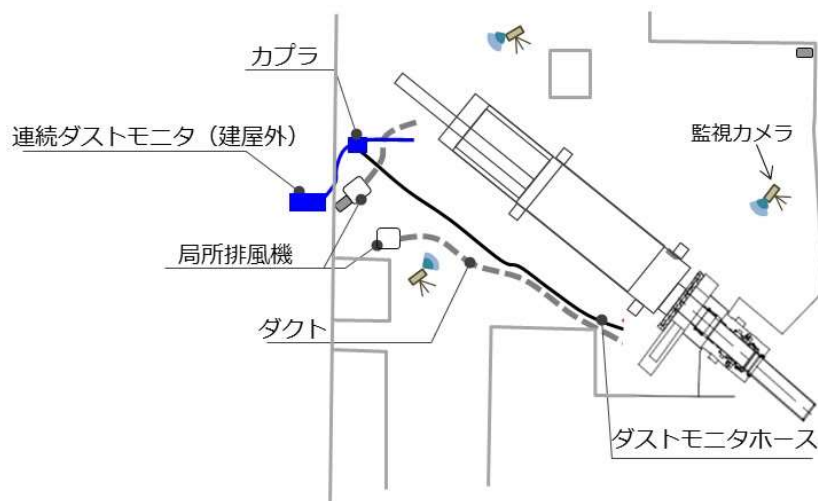 カプラ
連続ダストモニタ（建屋外）
監視カメラ
局所排風機
ダクト
ダストモニタホース